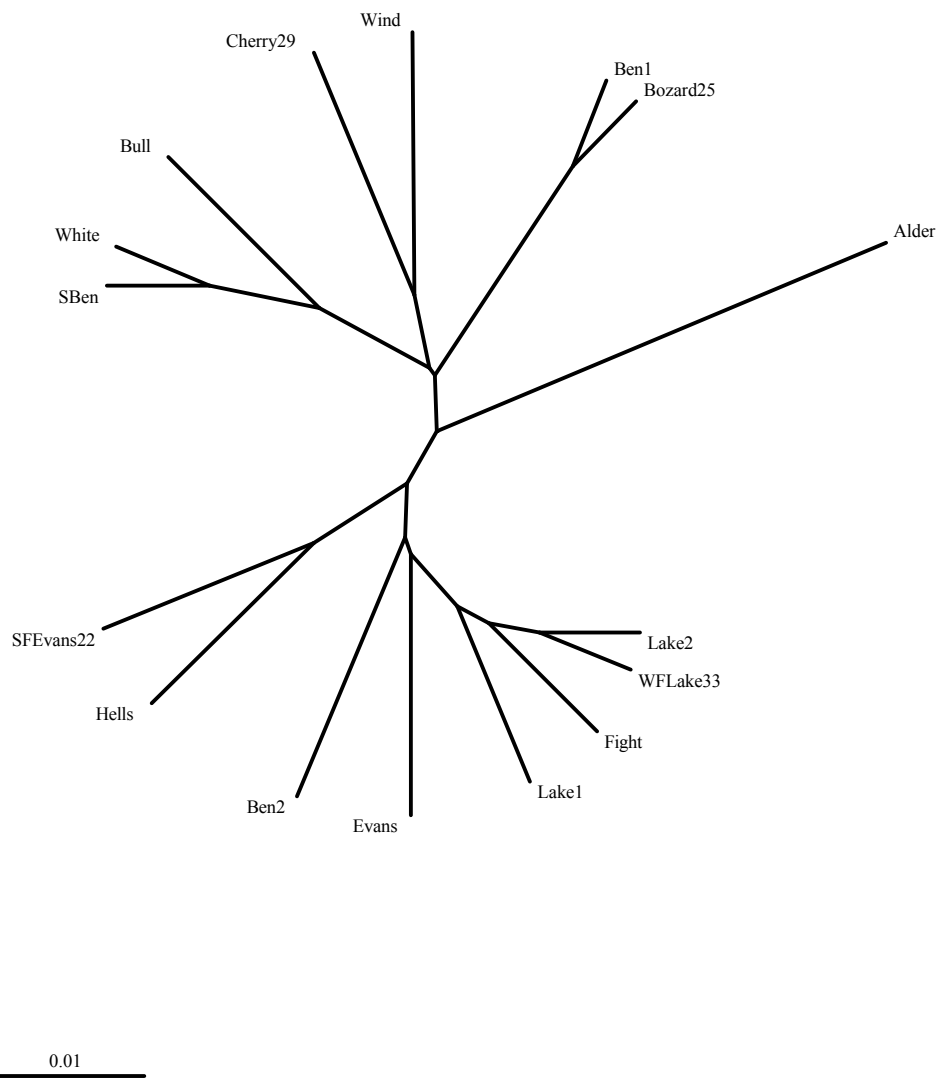 Wind
Cherry29
Ben1
Bozard25
Bull
White
Alder
SBen
SFEvans22
Lake2
WFLake33
Hells
Fight
Lake1
Ben2
Evans
0.01